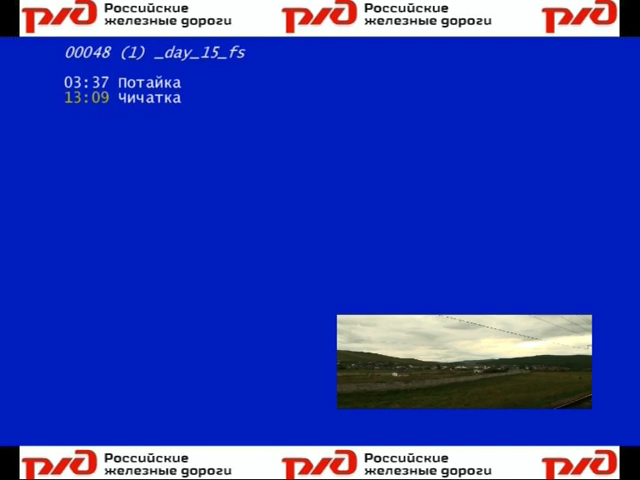 РЖД Российские железные дороги РЖД Российские железные дороги РЖД
00048 (1) _day_15_fs
03:37 Потайка
13:09 Чичатка
РЖД Российские железные дороги РЖД Российские железные дороги РЖД